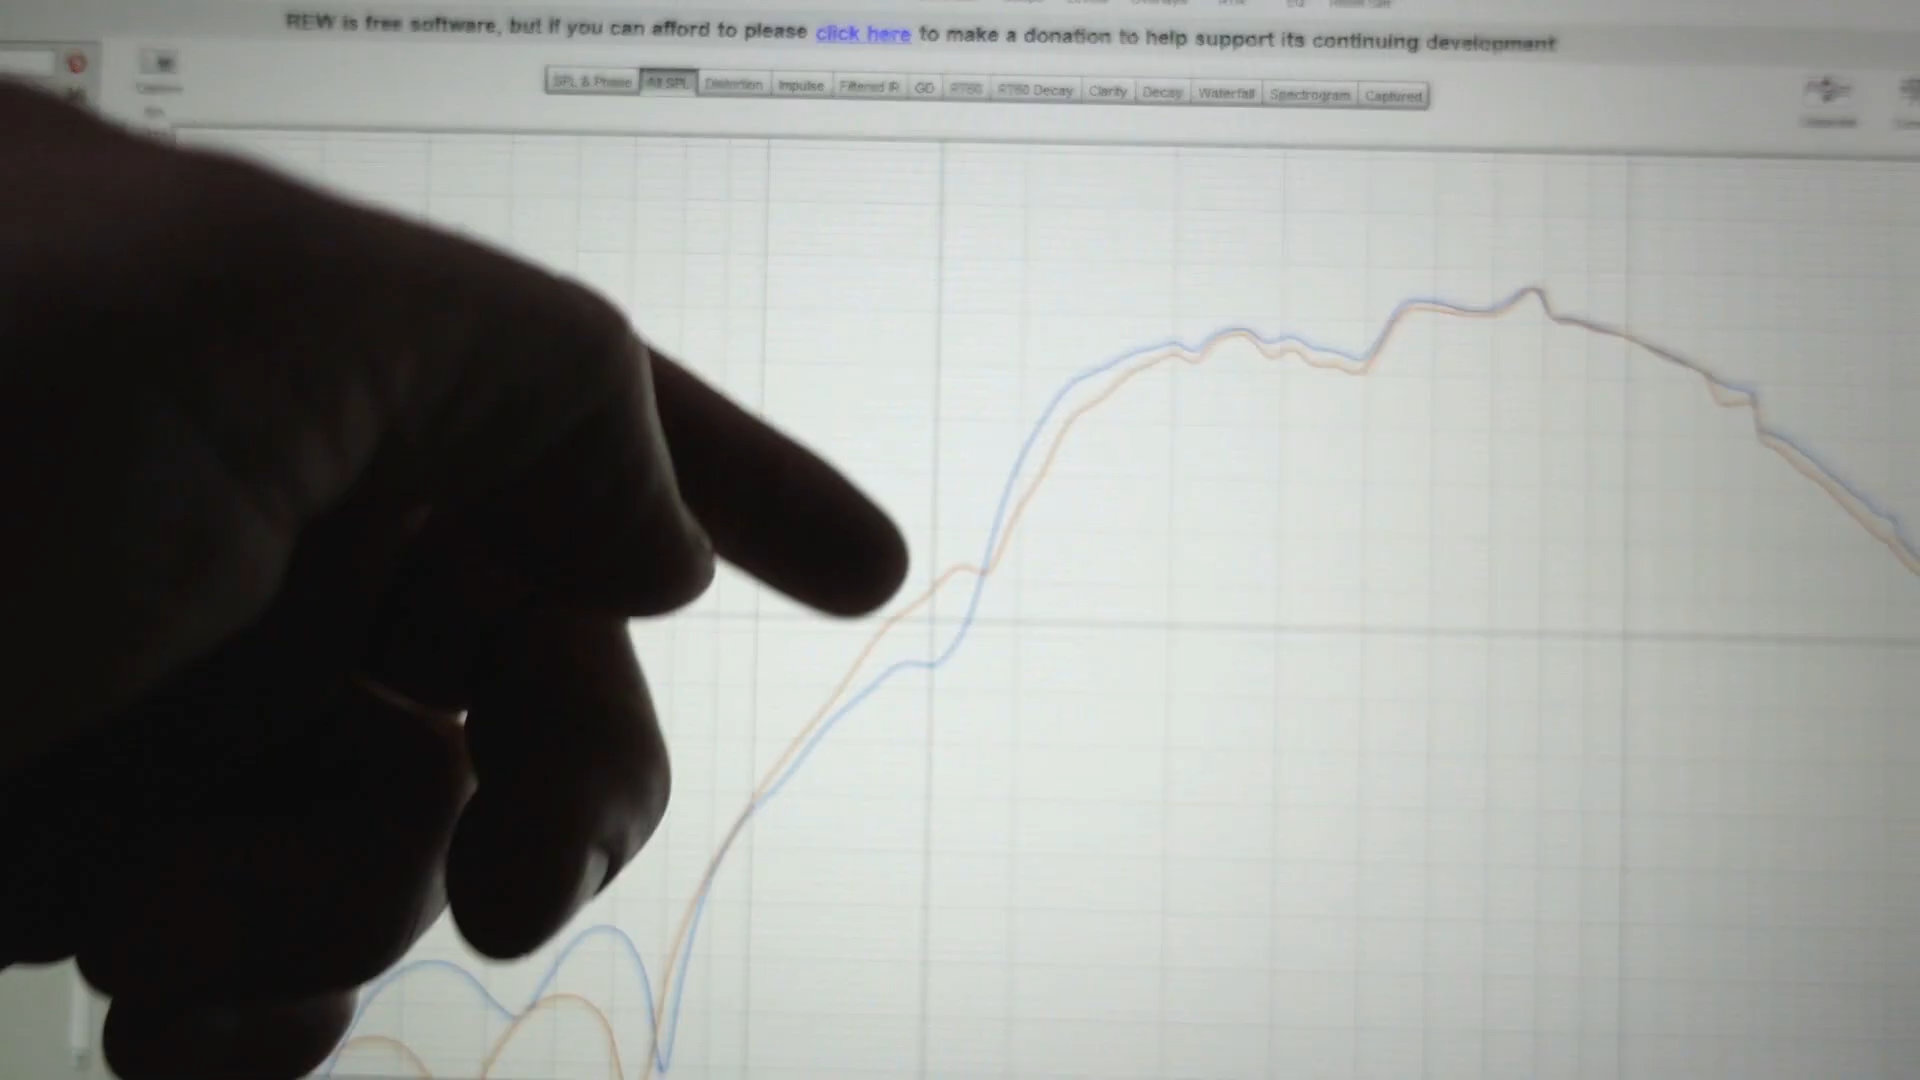 REW is free software, but if you can afford to please click here to make a donation to help support its continuing development
SPL & Phase All SPL Distortion Impulse Filtered IR GD RT60 RT60 Decay Clarity Decay Waterfall Spectrogram Captured